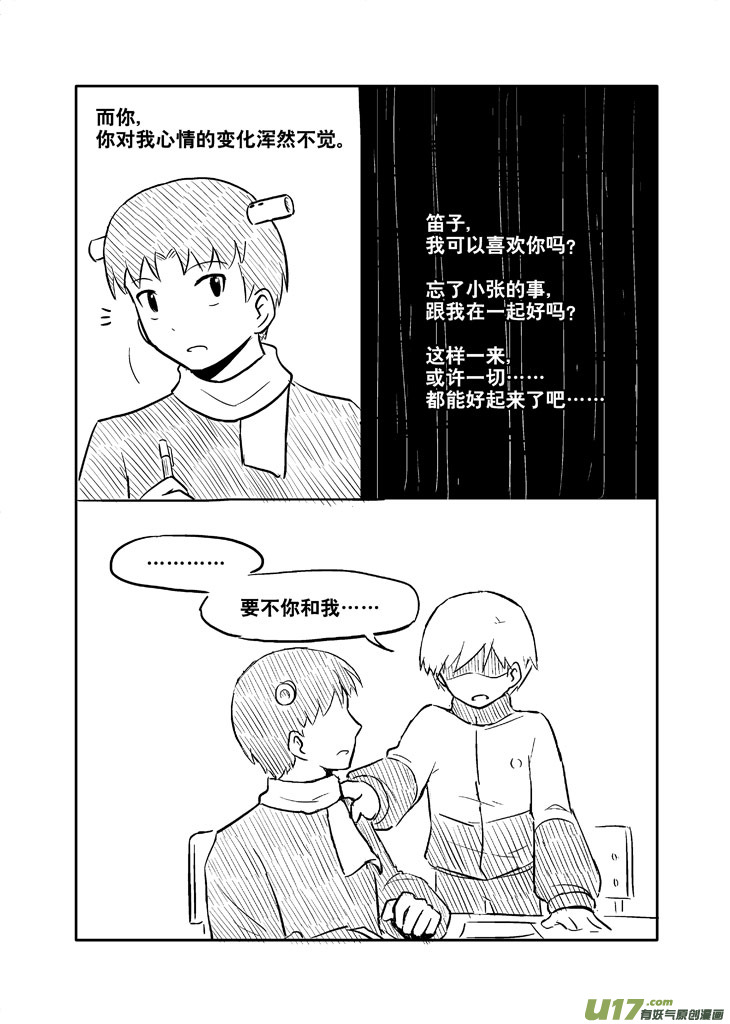 而你，
你对我心情的变化浑然不觉。
笛子，
我可以喜欢你吗？
忘了小张的事，
跟我在一起好吗？
这样一来，
或许一切……
都能好起来了吧……
…………
要不你和我……
U17.com
有妖气原创漫画